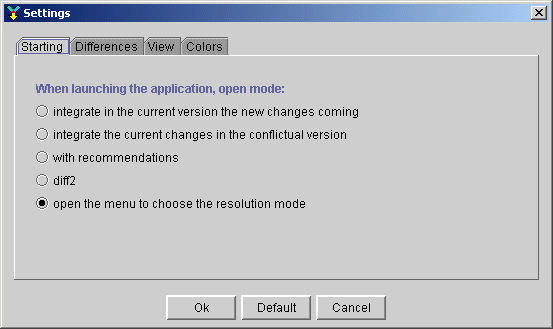 Settings
Starting Differences View Colors
When launching the application, open mode:
integrate in the current version the new changes coming
integrate the current changes in the conflictual version
with recommendations
diff2
open the menu to choose the resolution mode
Ok Default Cancel